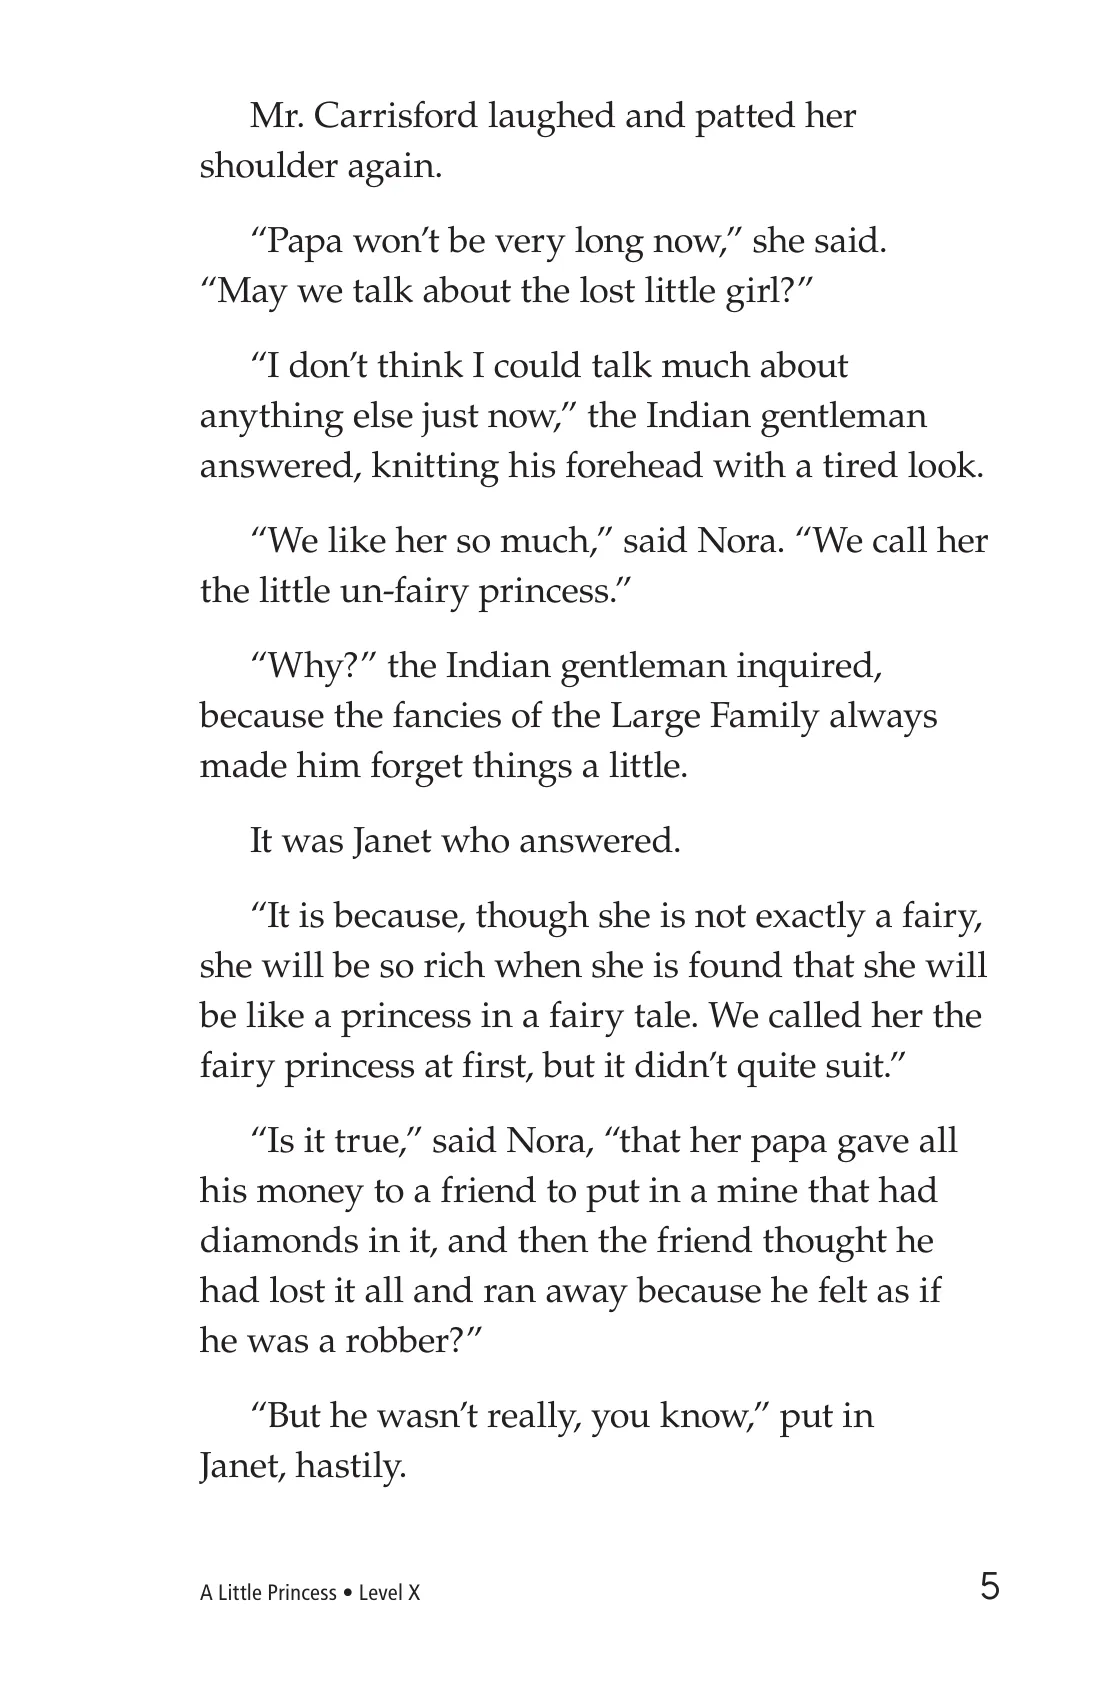 Mr. Carrisford laughed and patted her
shoulder again.
“Papa won’t be very long now,” she said.
“May we talk about the lost little girl?”
“I don’t think I could talk much about
anything else just now,” the Indian gentleman
answered, knitting his forehead with a tired look.
“We like her so much,” said Nora. “We call her
the little un-fairy princess.”
“Why?” the Indian gentleman inquired,
because the fancies of the Large Family always
made him forget things a little.
It was Janet who answered.
“It is because, though she is not exactly a fairy,
she will be so rich when she is found that she will
be like a princess in a fairy tale. We called her the
fairy princess at first, but it didn’t quite suit.”
“Is it true,” said Nora, “that her papa gave all
his money to a friend to put in a mine that had
diamonds in it, and then the friend thought he
had lost it all and ran away because he felt as if
he was a robber?”
“But he wasn’t really, you know,” put in
Janet, hastily.
A Little Princess • Level X
5